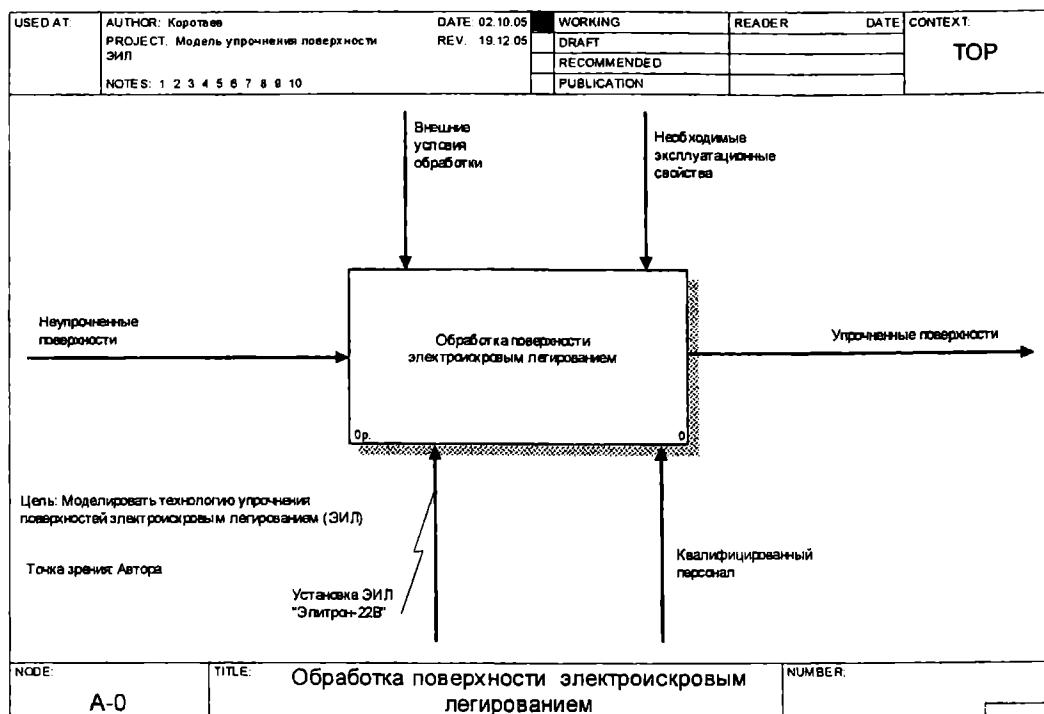 USED AT:
AUTHOR: Коротаев
DATE: 02.10.05
PROJECT: Модель упрочнения поверхности
ЭИЛ
REV: 19.12.05
NOTES: 1 2 3 4 5 6 7 8 9 10
WORKING
DRAFT
RECOMMENDED
PUBLICATION
READER
DATE
CONTEXT:
TOP
Внешние
условия
обработки
Необходимые
эксплуатационные
свойства
Неупрочненные
поверхности
Обработка поверхности
электроискровым легированием
Упрочненные поверхности
0р.
0
Цель: Моделировать технологию упрочнения
поверхностей электроискровым легированием (ЭИЛ)
Точка зрения: Автора
Установка ЭИЛ
"Элитрон-22В"
Квалифицированный
персонал
NODE:
A-0
TITLE:
Обработка поверхности электроискровым
легированием
NUMBER: